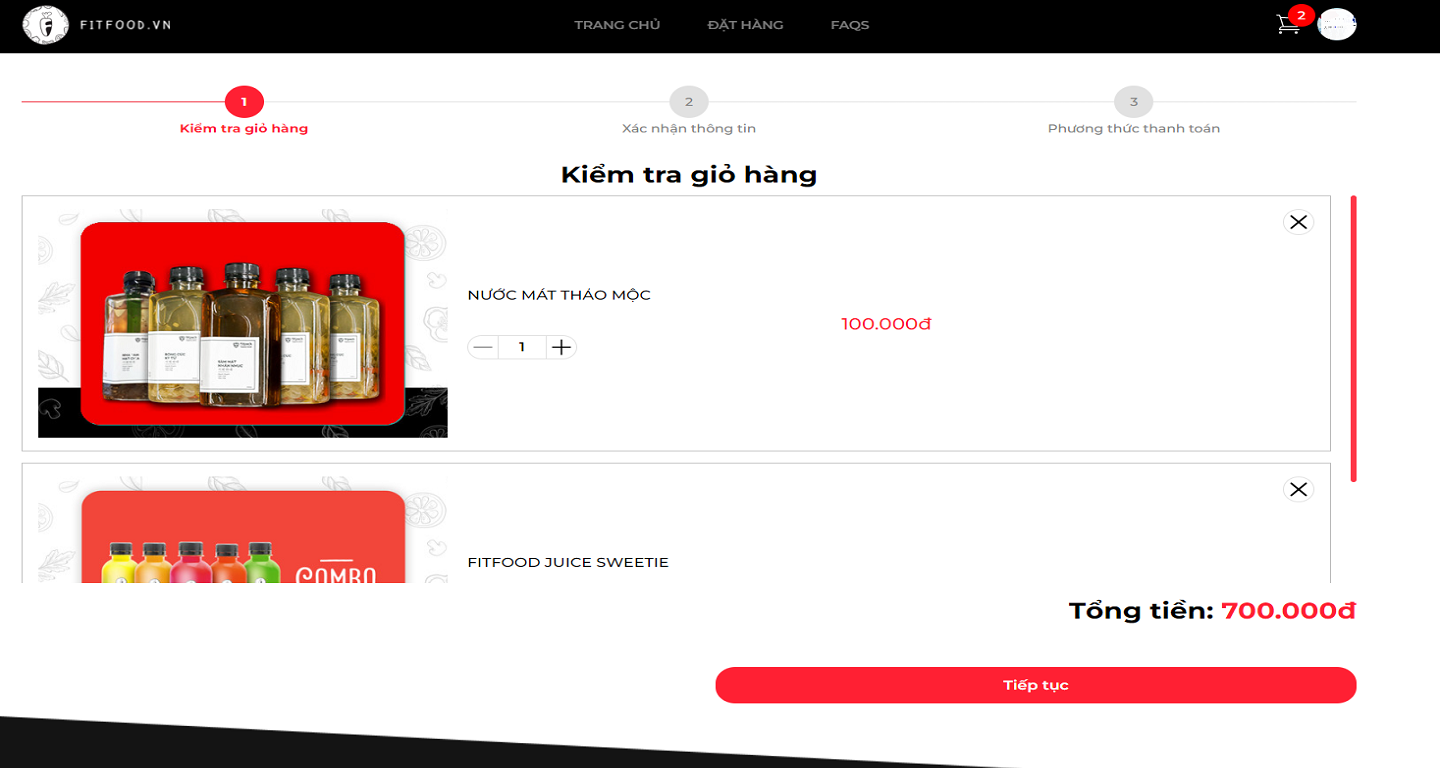 FITFOOD.VN
TRANG CHỦ
ĐẶT HÀNG
FAQS
2
1
2
3
Kiểm tra giỏ hàng
Xác nhận thông tin
Phương thức thanh toán
Kiểm tra giỏ hàng
NƯỚC MÁT THẢO MỘC
100.000đ
1
FITFOOD JUICE SWEETIE
COMBO
Tổng tiền: 700.000đ
Tiếp tục